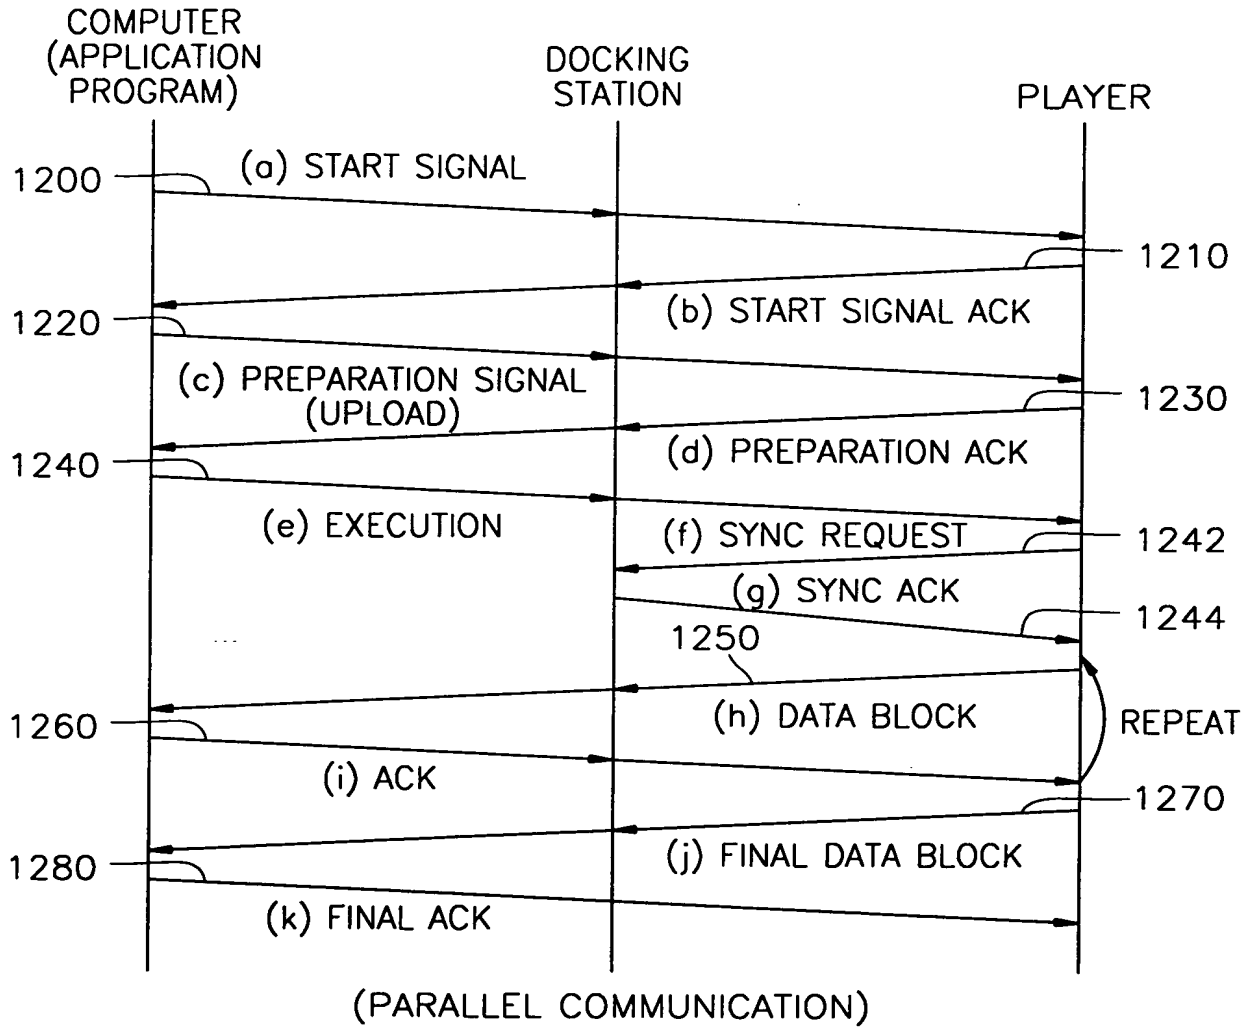 COMPUTER
(APPLICATION
PROGRAM)
DOCKING
STATION
PLAYER
1200
(a) START SIGNAL
1210
(b) START SIGNAL ACK
1220
(c) PREPARATION SIGNAL
(UPLOAD)
1230
(d) PREPARATION ACK
1240
(e) EXECUTION
(f) SYNC REQUEST
1242
(g) SYNC ACK
1244
1250
(h) DATA BLOCK
REPEAT
1260
(i) ACK
1270
(j) FINAL DATA BLOCK
1280
(k) FINAL ACK
(PARALLEL COMMUNICATION)